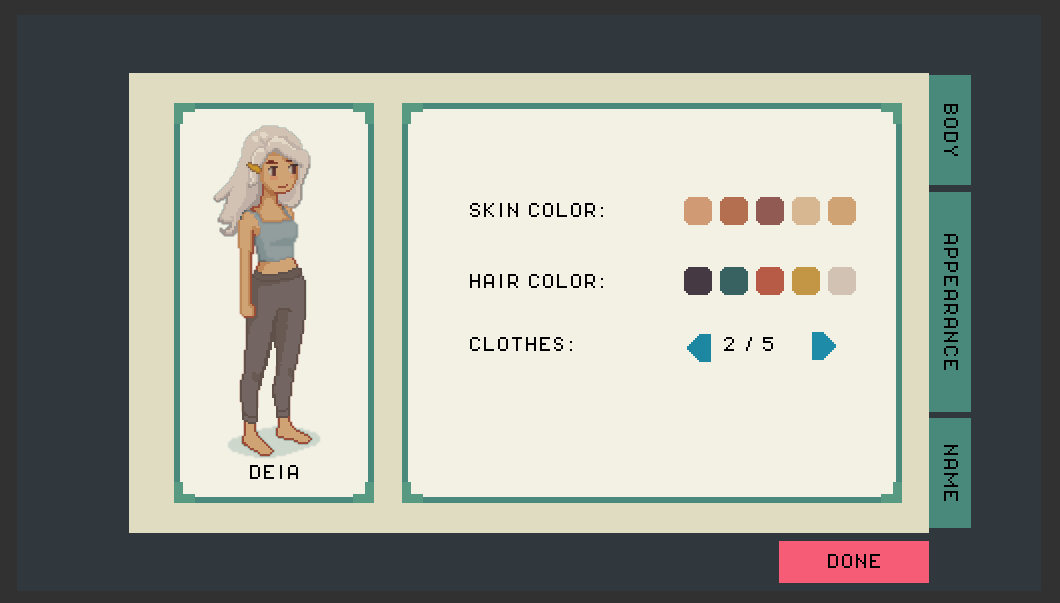 DEIA
SKIN COLOR:
HAIR COLOR:
CLOTHES:
2 / 5
BODY
APPEARANCE
NAME
DONE